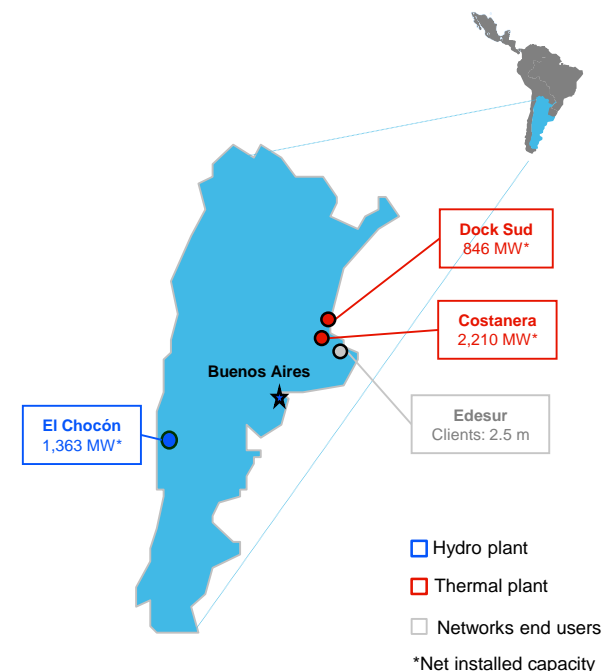 Dock Sud
846 MW*
Costanera
2,210 MW*
Buenos Aires
El Chocón
1,363 MW*
Edesur
Clients: 2.5 m
Hydro plant
Thermal plant
Networks end users
*Net installed capacity